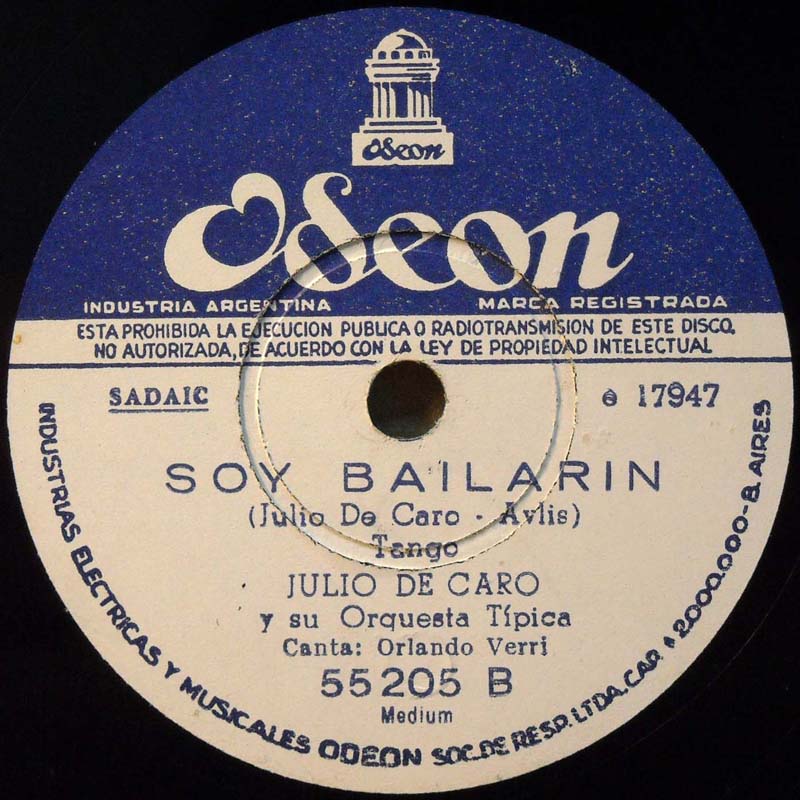 Odeon
Odeon
INDUSTRIA ARGENTINA MARCA REGISTRADA
ESTA PROHIBIDA LA EJECUCION PUBLICA O RADIOTRANSMISION DE ESTE DISCO,
NO AUTORIZADA, DE ACUERDO CON LA LEY DE PROPIEDAD INTELECTUAL
SADAIC e 17947
SOY BAILARIN
(Julio De Caro - Avlis)
Tango
JULIO DE CARO
y su Orquesta Típica
Canta: Orlando Verri
55205 B
Medium
INDUSTRIAS ELECTRICAS Y MUSICALES ODEON SOC. DE RESP. LTDA. CAP. $ 2000.000-B. AIRES